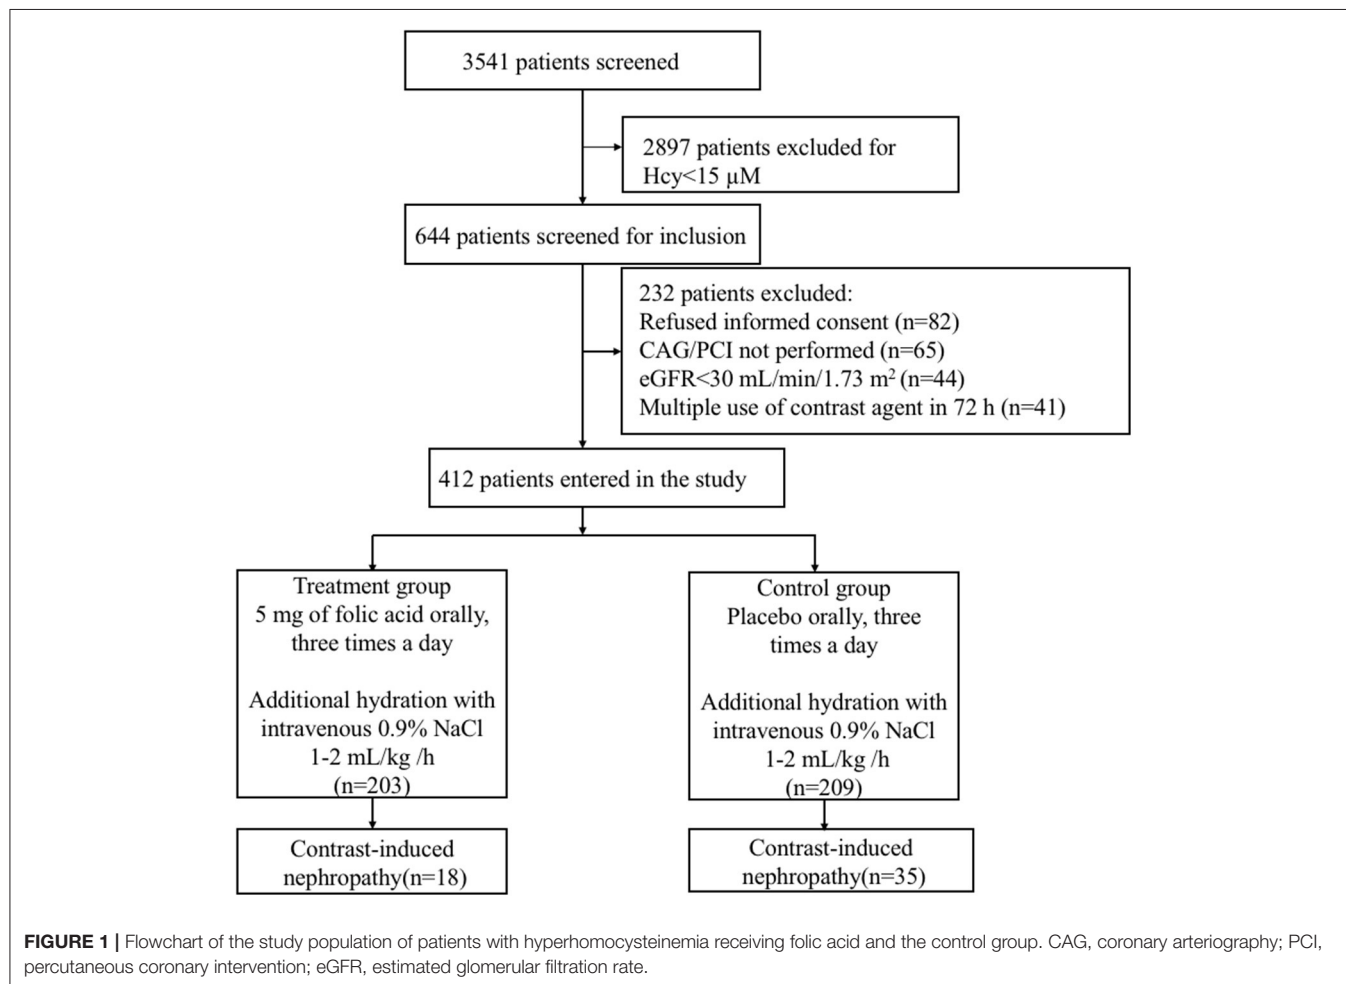 3541 patients screened
2897 patients excluded for
Hcy<15 µM
644 patients screened for inclusion
232 patients excluded:
Refused informed consent (n=82)
CAG/PCI not performed (n=65)
eGFR<30 mL/min/1.73 m² (n=44)
Multiple use of contrast agent in 72 h (n=41)
412 patients entered in the study
Treatment group
5 mg of folic acid orally,
three times a day
Additional hydration with
intravenous 0.9% NaCl
1-2 mL/kg /h
(n=203)
Control group
Placebo orally, three
times a day
Additional hydration with
intravenous 0.9% NaCl
1-2 mL/kg /h
(n=209)
Contrast-induced
nephropathy(n=18)
Contrast-induced
nephropathy(n=35)
FIGURE 1 | Flowchart of the study population of patients with hyperhomocysteinemia receiving folic acid and the control group. CAG, coronary arteriography; PCI,
percutaneous coronary intervention; eGFR, estimated glomerular filtration rate.